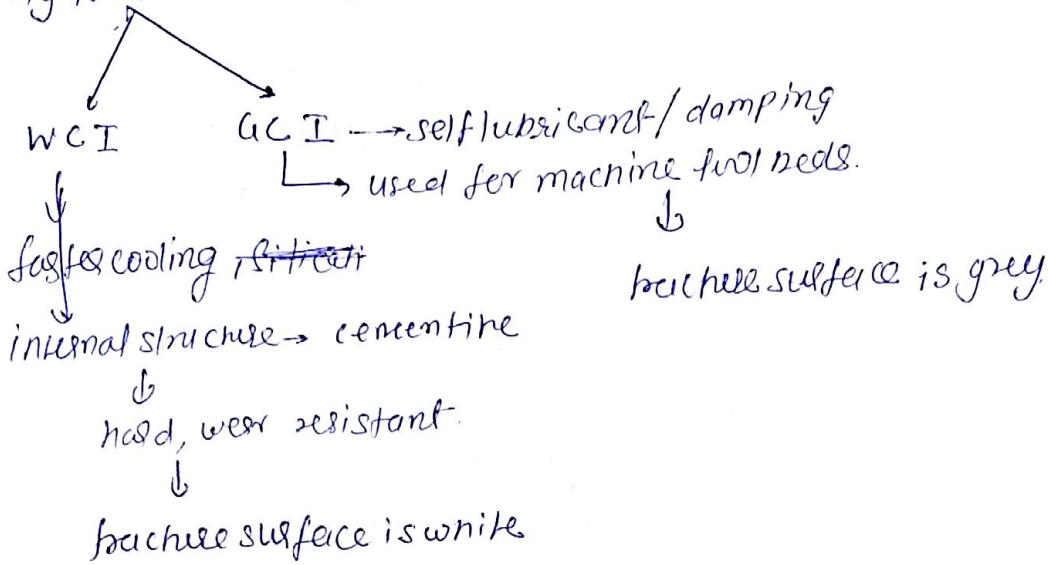 WCI
GCI → self lubricant / damping
↳ used for machine tool beds.
↓
fracture surface is grey.
↓
faster cooling,
internal structure → cementite
↓
hard, wear resistant.
↓
fracture surface is white